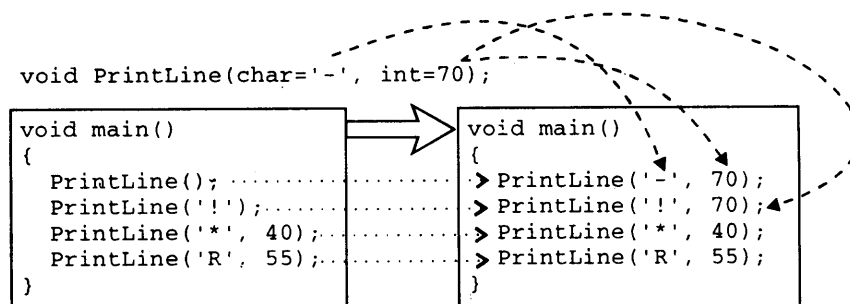 void PrintLine(char='-', int=70);
void main()
{
PrintLine();
PrintLine('!');
PrintLine('*', 40);
PrintLine('R', 55);
}
void main()
{
PrintLine('-', 70);
PrintLine('!', 70);
PrintLine('*', 40);
PrintLine('R', 55);
}